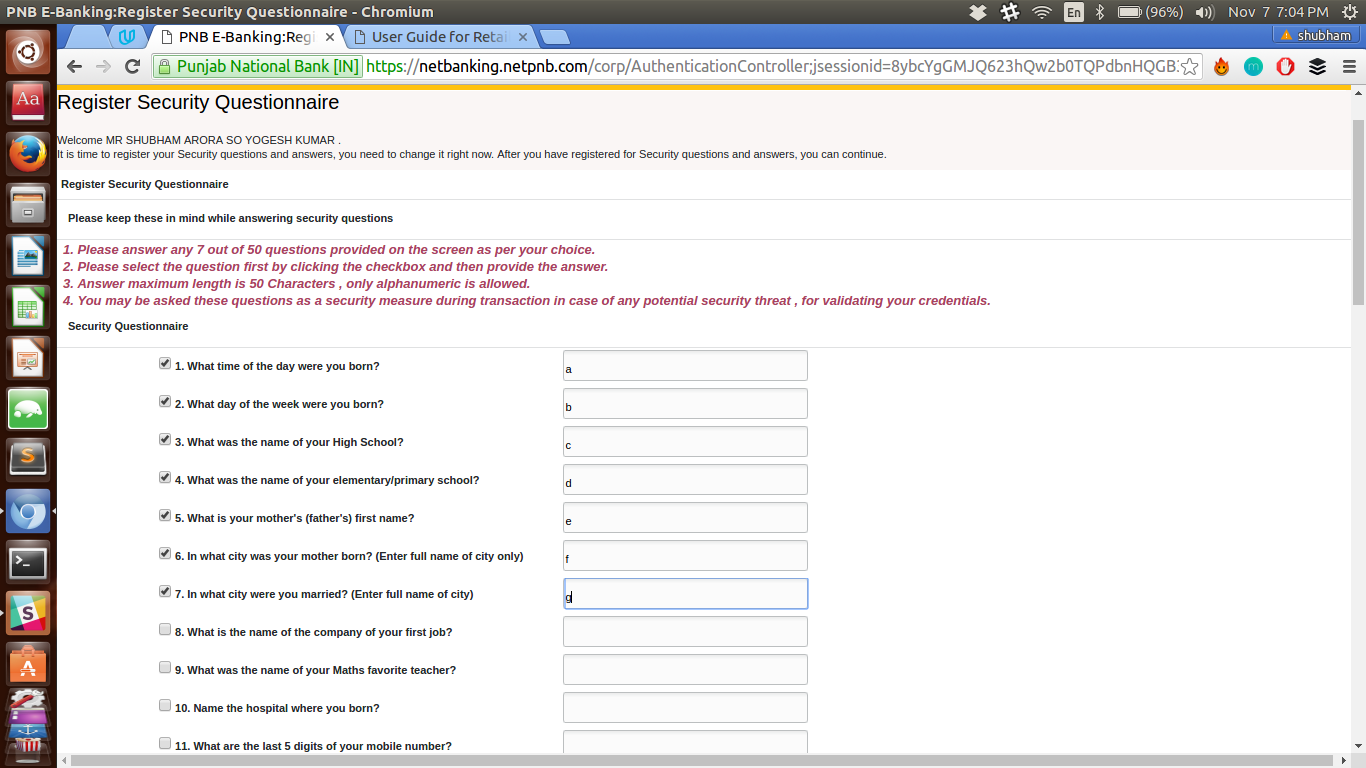 PNB E-Banking:Register Security Questionnaire - Chromium
En
(96%)
Nov 7 7:04 PM
PNB E-Banking:Regi
User Guide for Retai
shubham
Punjab National Bank [IN]
https://netbanking.netpnb.com/corp/AuthenticationController;jsessionid=8ybcYgGMJQ623hQw2b0TQPdbnHQGB
Register Security Questionnaire
Welcome MR SHUBHAM ARORA SO YOGESH KUMAR .
It is time to register your Security questions and answers, you need to change it right now. After you have registered for Security questions and answers, you can continue.
Register Security Questionnaire
Please keep these in mind while answering security questions
1. Please answer any 7 out of 50 questions provided on the screen as per your choice.
2. Please select the question first by clicking the checkbox and then provide the answer.
3. Answer maximum length is 50 Characters , only alphanumeric is allowed.
4. You may be asked these questions as a security measure during transaction in case of any potential security threat , for validating your credentials.
Security Questionnaire
1. What time of the day were you born? a
2. What day of the week were you born? b
3. What was the name of your High School? c
4. What was the name of your elementary/primary school? d
5. What is your mother's (father's) first name? e
6. In what city was your mother born? (Enter full name of city only) f
7. In what city were you married? (Enter full name of city) g
8. What is the name of the company of your first job?
9. What was the name of your Maths favorite teacher?
10. Name the hospital where you born?
11. What are the last 5 digits of your mobile number?
Aa
S
>_
S
A
m